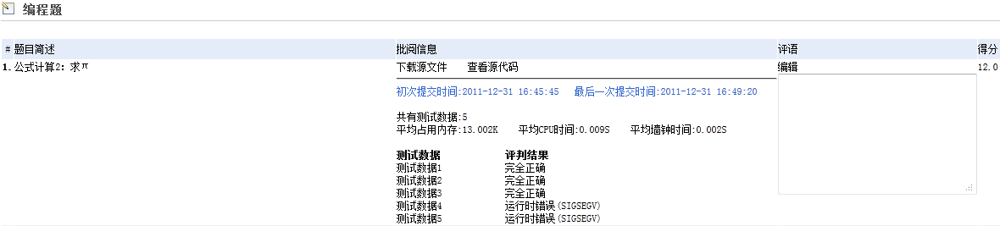 编程题
# 题目简述 批阅信息 评语 得分
1. 公式计算2：求π 下载源文件 查看源代码 编辑 12.0
初次提交时间:2011-12-31 16:45:45 最后一次提交时间:2011-12-31 16:49:20
共有测试数据:5
平均占用内存:13.002K 平均CPU时间:0.009S 平均墙钟时间:0.002S
测试数据 评判结果
测试数据1 完全正确
测试数据2 完全正确
测试数据3 完全正确
测试数据4 运行时错误(SIGSEGV)
测试数据5 运行时错误(SIGSEGV)